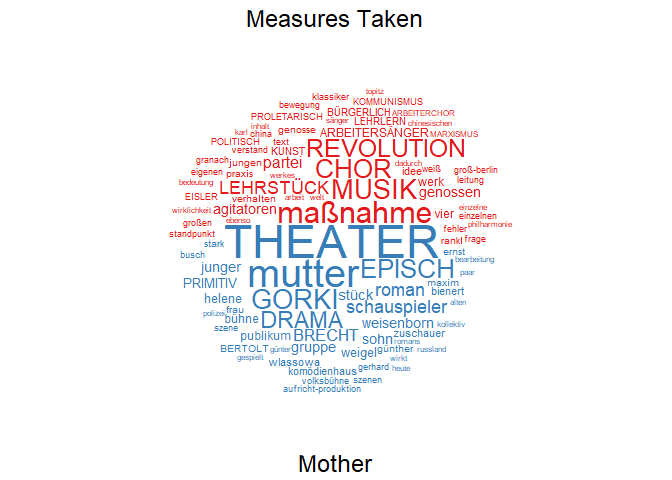 Measures Taken
topitz
klassiker
bewegung KOMMUNISMUS
BÜRGERLICH ARBEITERCHOR
PROLETARISCH sänger LEHRLERN chinesischen
inhalt
karl china genosse ARBEITERSÄNGER MARXISMUS
POLITISCH text REVOLUTION
verstand KUNST
granach jungen partei CHOR dadurch
eigenen praxis werkes idee weiß groß-berlin
bedeutung LEHRSTÜCK MUSIK werk leitung
EISLER verhalten arbeit welt genossen
wirklichkeit agitatoren maßnahme vier einzelne
großen ebenso einzelnen
standpunkt THEATER fehler philharmonie
stark rankl frage
busch mutter EPISCH ernst bearbeitung
junger paar
PRIMITIV GORKI stück roman maxim
helene bienert
polizei frau schauspieler alten
bühne DRAMA weisenborn kollektiv
szene
publikum BRECHT sohn zuschauer
romans
BERTOLT günter gruppe weigel günther russland
gespielt wlassowa wirkt
komödienhaus gerhard heute
volksbühne szenen
aufricht-produktion
Mother